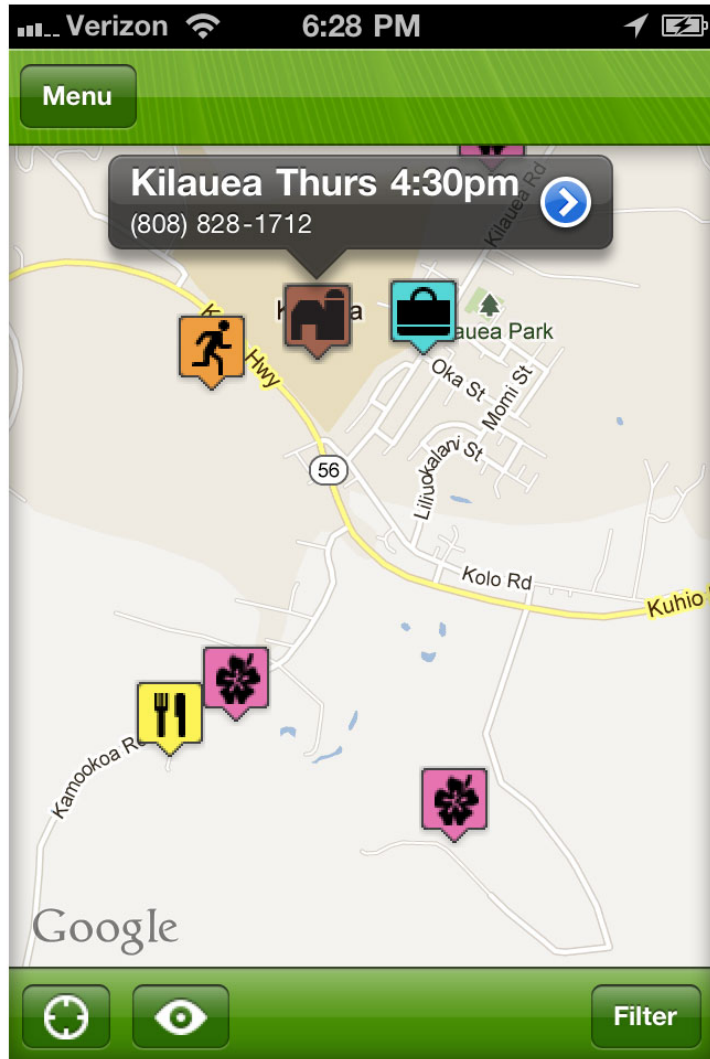 Verizon 6:28 PM
Menu
Kilauea Thurs 4:30pm
(808) 828-1712
Kilauea Rd
auea Park
Hwy
Oka St
Momi St
Liliuokalani St
56
Kolo Rd
Kuhio
Kamookoa
Google
Filter